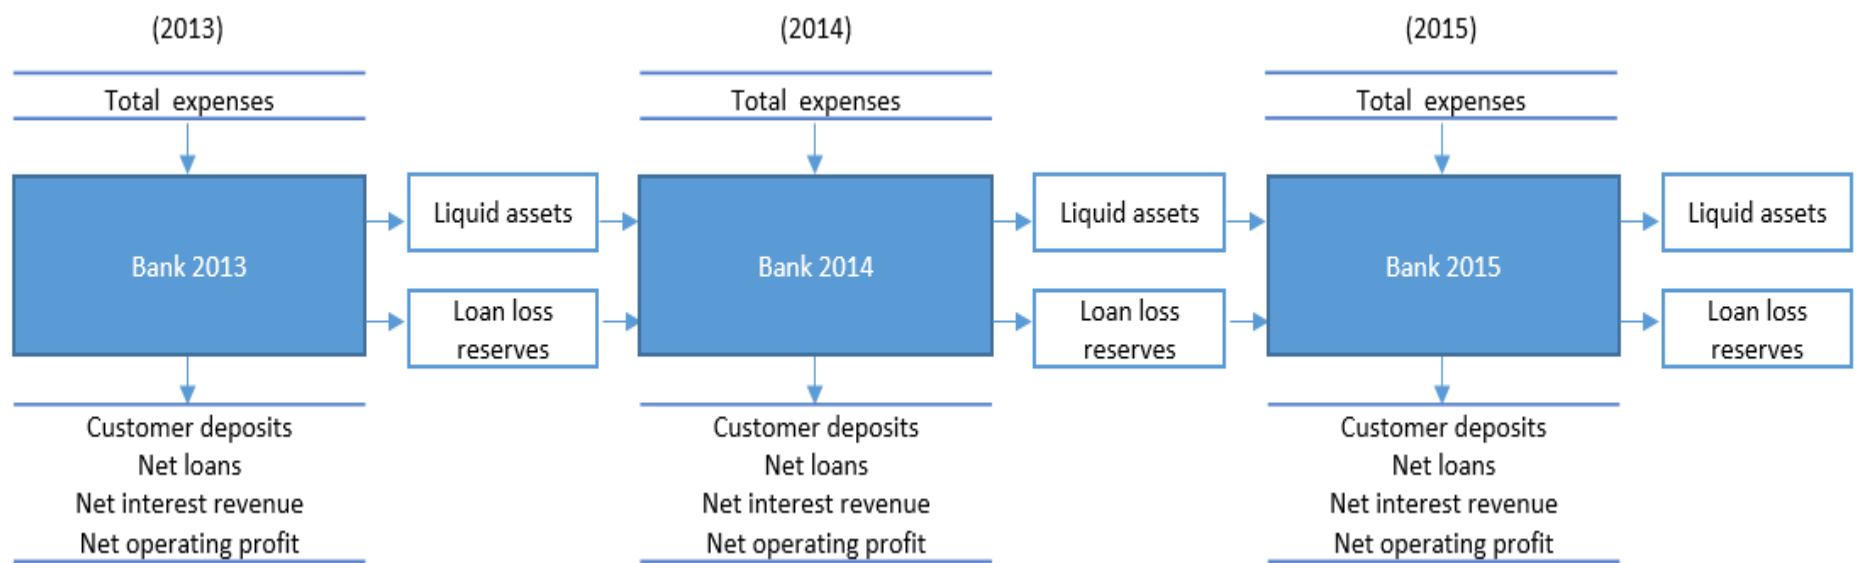 (2013)
(2014)
(2015)
Total expenses
Total expenses
Total expenses
Bank 2013
Liquid assets
Loan loss
reserves
Bank 2014
Liquid assets
Loan loss
reserves
Bank 2015
Liquid assets
Loan loss
reserves
Customer deposits
Net loans
Net interest revenue
Net operating profit
Customer deposits
Net loans
Net interest revenue
Net operating profit
Customer deposits
Net loans
Net interest revenue
Net operating profit